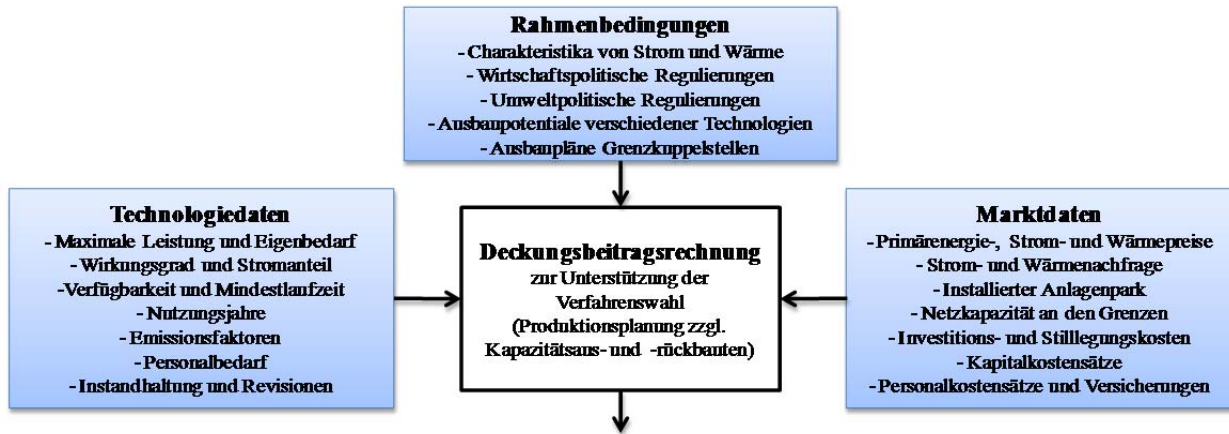 Rahmenbedingungen
- Charakteristika von Strom und Wärme
- Wirtschaftspolitische Regulierungen
- Umweltpolitische Regulierungen
- Ausbaupotentiale verschiedener Technologien
- Ausbaupläne Grenzkuppelstellen
Technologiedaten
- Maximale Leistung und Eigenbedarf
- Wirkungsgrad und Stromanteil
-Verfügbarkeit und Mindestlaufzeit
- Nutzungsjahre
- Emissionsfaktoren
- Personalbedarf
- Instandhaltung und Revisionen
Deckungsbeitragsrechnung
zur Unterstützung der
Verfahrenswahl
(Produktionsplanung zzgl.
Kapazitätsaus- und -rückbauten)
Marktdaten
- Primärenergie-, Strom- und Wärmepreise
- Strom- und Wärmenachfrage
- Installierter Anlagenpark
- Netzkapazität an den Grenzen
- Investitions- und Stilllegungskosten
- Kapitalkostensätze
- Personalkostensätze und Versicherungen